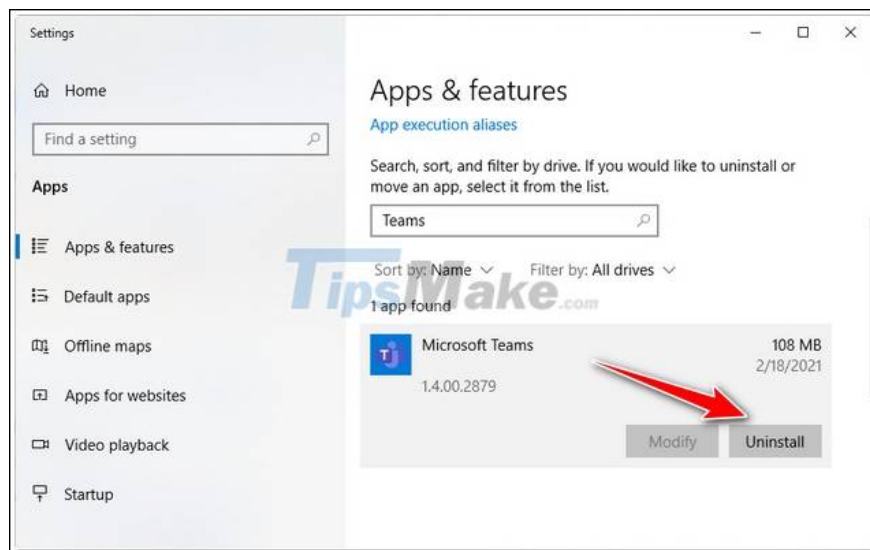 Settings
Home
Find a setting
Apps
Apps & features
Default apps
Offline maps
Apps for websites
Video playback
Startup
Apps & features
App execution aliases
Search, sort, and filter by drive. If you would like to uninstall or
move an app, select it from the list.
Teams
Sort by: Name Filter by: All drives
TipsMake.com
1 app found
Microsoft Teams 108 MB
2/18/2021
1.4.00.2879
Modify Uninstall